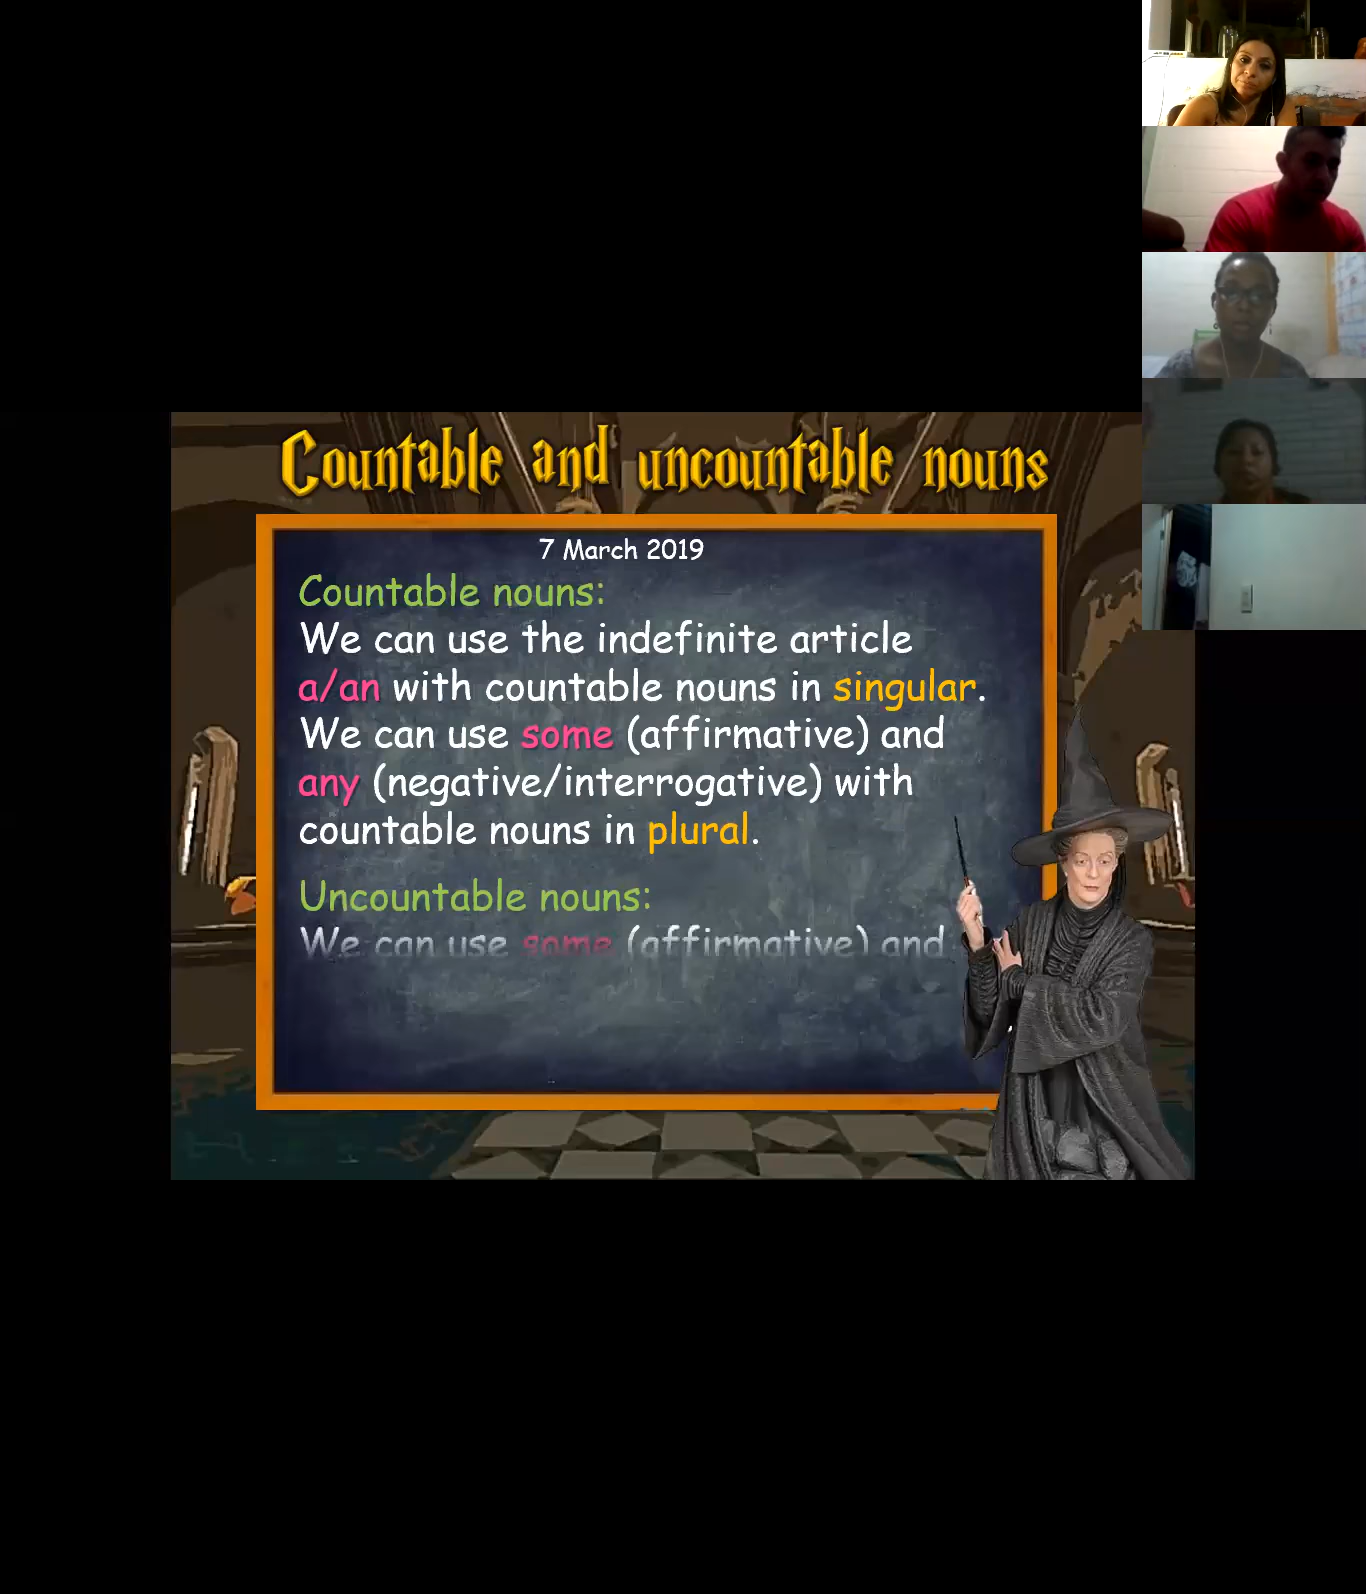 Countable and uncountable nouns
7 March 2019
Countable nouns:
We can use the indefinite article
a/an with countable nouns in singular.
We can use some (affirmative) and
any (negative/interrogative) with
countable nouns in plural.
Uncountable nouns:
We can use some (affirmative) and